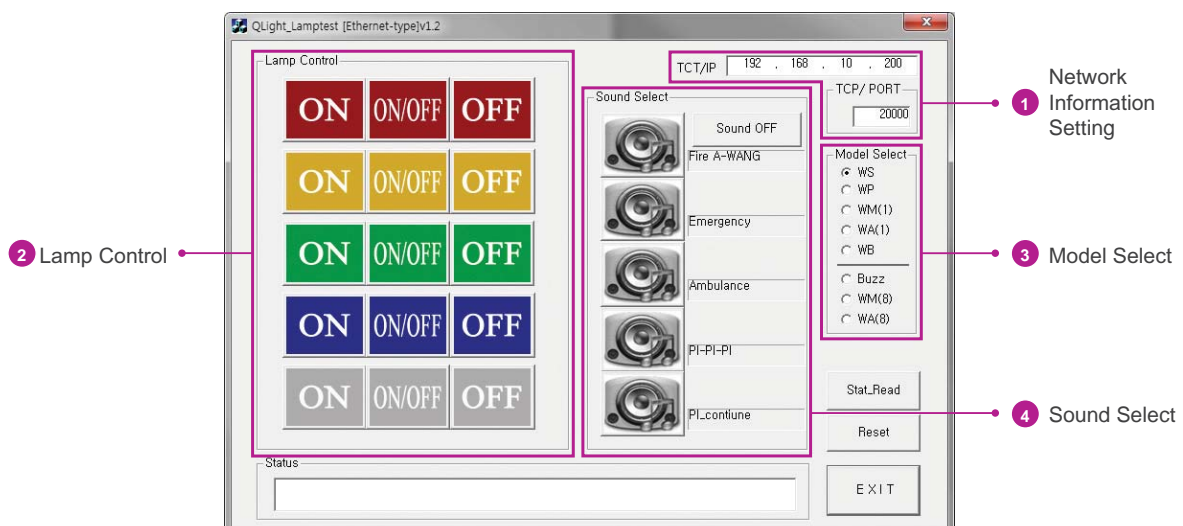 QLight_Lamptest [Ethernet-type]v1.2
x
Lamp Control
ON ON/OFF OFF
ON ON/OFF OFF
ON ON/OFF OFF
ON ON/OFF OFF
ON ON/OFF OFF
TCT/IP 192 . 168 . 10 . 200
TCP/ PORT
20000
Sound Select
Sound OFF
Fire A-WANG
Emergency
Ambulance
PI-PI-PI
PI_contiune
Model Select
WS
WP
WM(1)
WA(1)
WB
Buzz
WM(8)
WA(8)
Stat_Read
Reset
EXIT
Status
1 Network
Information
Setting
2 Lamp Control
3 Model Select
4 Sound Select